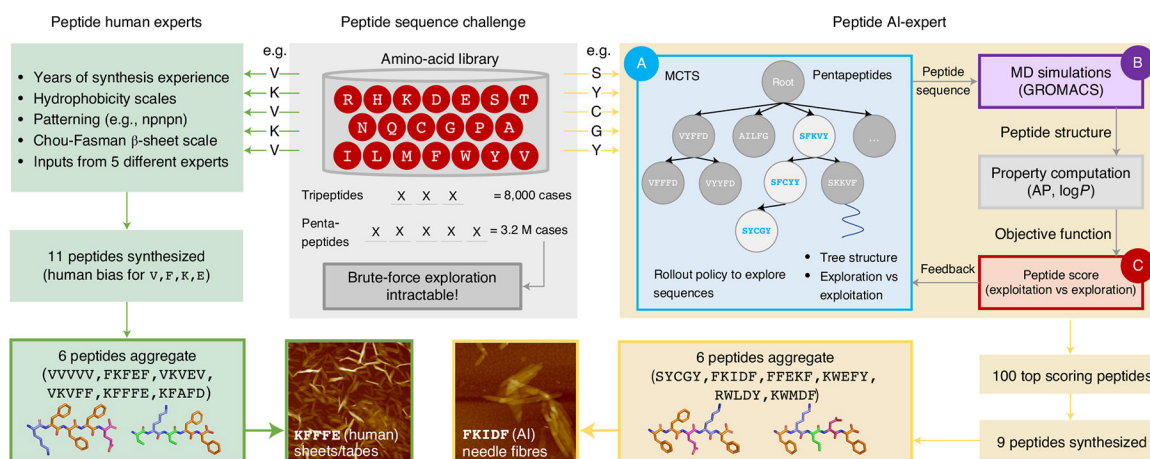 Peptide human experts
• Years of synthesis experience
• Hydrophobicity scales
• Patterning (e.g., npnpn)
• Chou-Fasman β-sheet scale
• Inputs from 5 different experts
11 peptides synthesized
(human bias for V,F,K,E)
6 peptides aggregate
(VVVVV,FKFEF,VKVEV,
VKVFF,KFFFE,KFAFD)
KFFFE (human)
sheets/tapes
Peptide sequence challenge
e.g.
V
K
V
K
V
Amino-acid library
R H K D E S T
N Q C G P A
I L M F W Y V
Tripeptides X X X = 8,000 cases
Penta-
peptides X X X X X = 3.2 M cases
Brute-force exploration
intractable!
e.g.
S
Y
C
G
Y
Peptide AI-expert
A
MCTS
Root
Pentapeptides
VYFFD AILFG SFKVY ...
VFFFD VYYFD SFCYY SKKVF
SYCGY
Rollout policy to explore
sequences
• Tree structure
• Exploration vs
exploitation
Peptide
sequence
B
MD simulations
(GROMACS)
Peptide structure
Property computation
(AP, logP)
Objective function
Feedback
C
Peptide score
(exploitation vs exploration)
100 top scoring peptides
9 peptides synthesized
6 peptides aggregate
(SYCGY,FKIDF,FFEKF,KWEFY,
RWLDY,KWMDF)
FKIDF (AI)
needle fibres